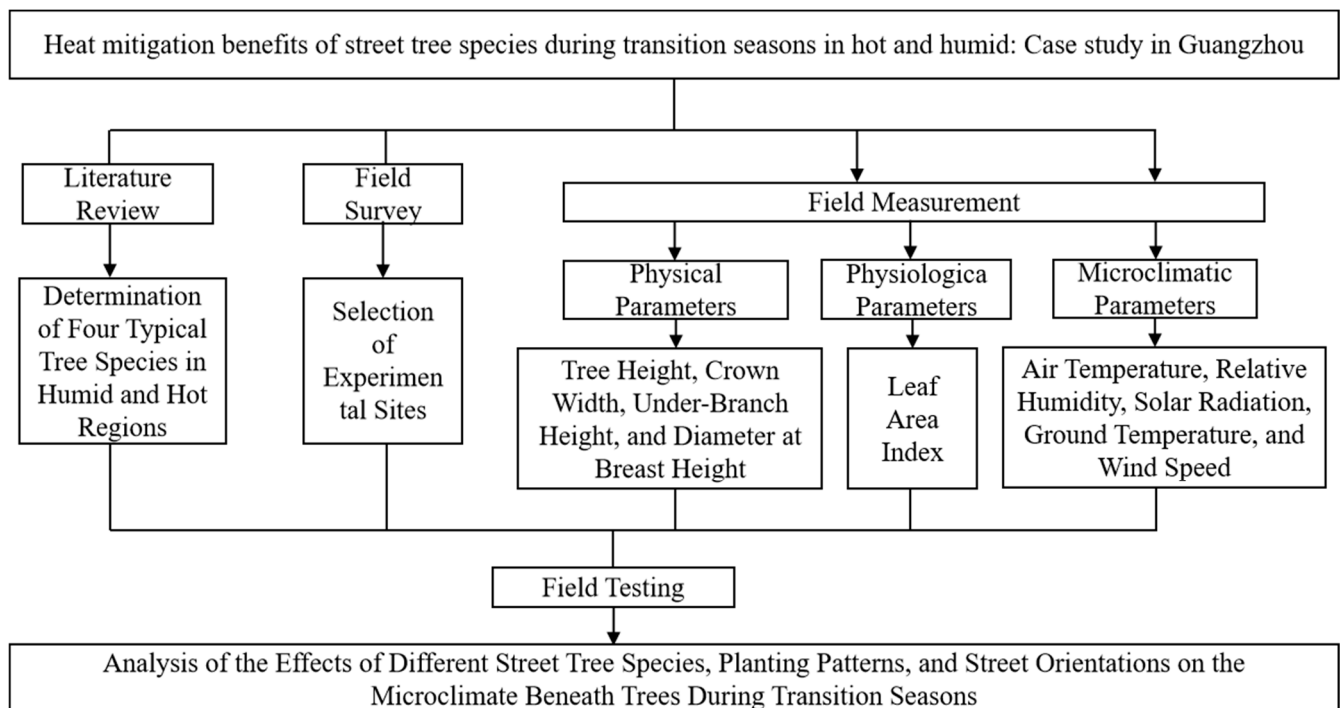 Heat mitigation benefits of street tree species during transition seasons in hot and humid: Case study in Guangzhou
Literature
Review
Field
Survey
Field Measurement
Determination
of Four Typical
Tree Species in
Humid and Hot
Regions
Selection
of
Experimen
tal Sites
Physical
Parameters
Physiologica
Parameters
Microclimatic
Parameters
Tree Height, Crown
Width, Under-Branch
Height, and Diameter at
Breast Height
Leaf
Area
Index
Air Temperature, Relative
Humidity, Solar Radiation,
Ground Temperature, and
Wind Speed
Field Testing
Analysis of the Effects of Different Street Tree Species, Planting Patterns, and Street Orientations on the
Microclimate Beneath Trees During Transition Seasons